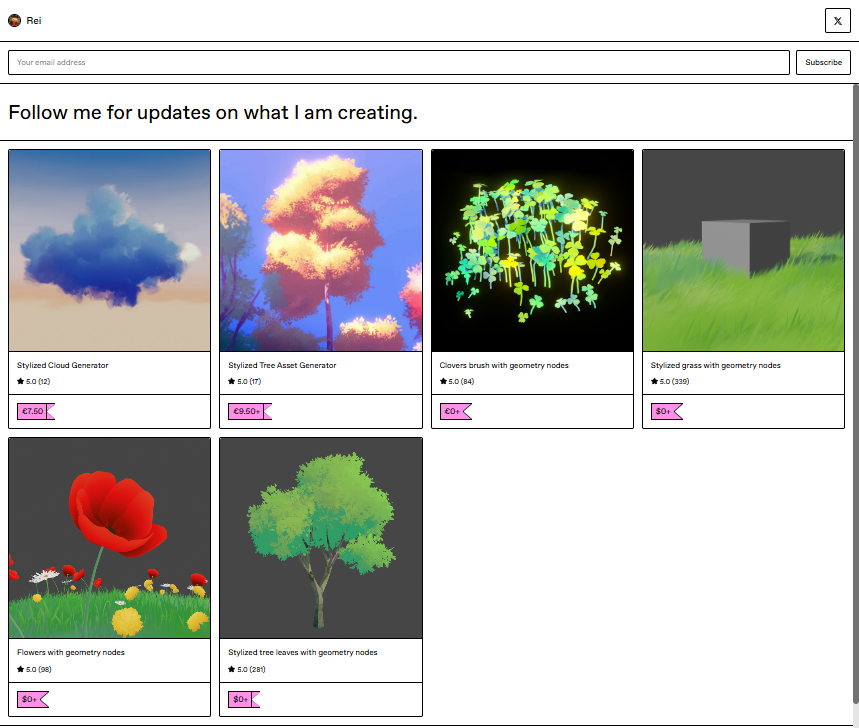 Rei
Your email address
Subscribe
Follow me for updates on what I am creating.
Stylized Cloud Generator
5.0 (12)
€7.50
Stylized Tree Asset Generator
5.0 (17)
€9.50+
Clovers brush with geometry nodes
5.0 (84)
€0+
Stylized grass with geometry nodes
5.0 (339)
$0+
Flowers with geometry nodes
5.0 (98)
$0+
Stylized tree leaves with geometry nodes
5.0 (281)
$0+